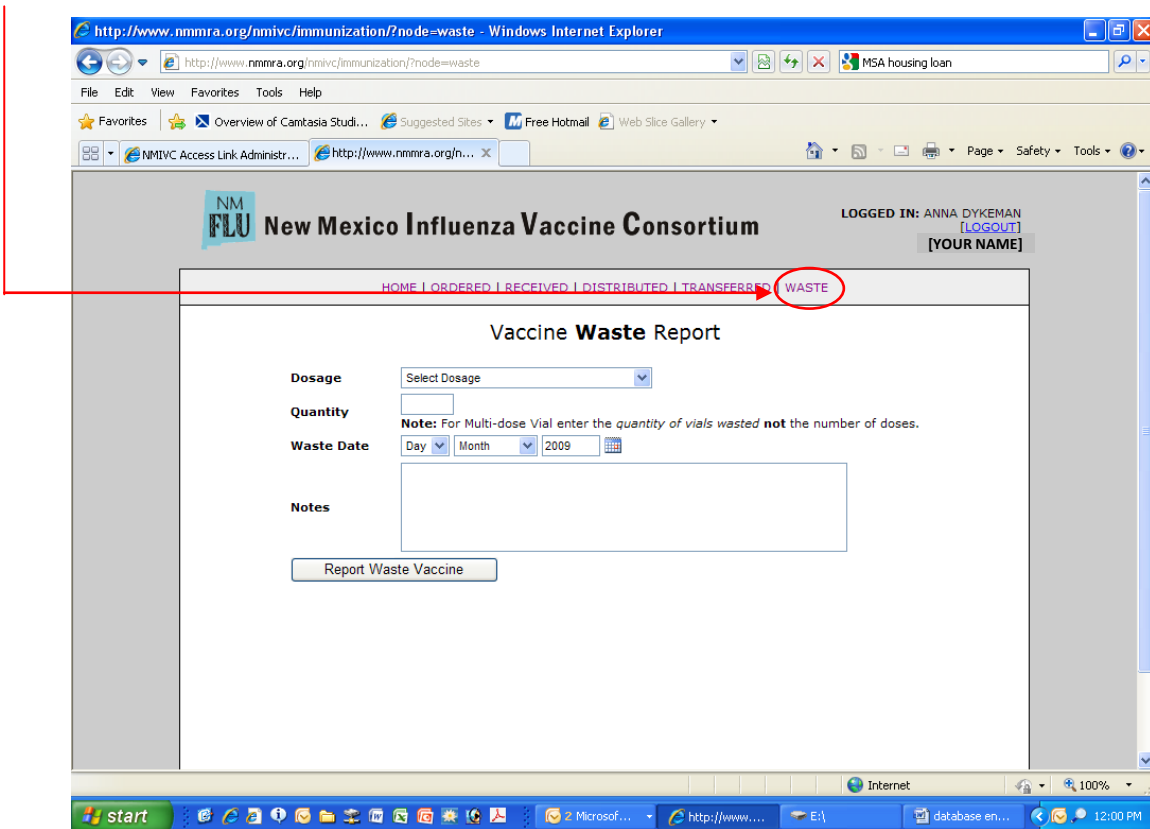 http://www.nmmra.org/nmivc/immunization/?node=waste - Windows Internet Explorer
http://www.nmmra.org/nmivc/immunization/?node=waste
MSA housing loan
File Edit View Favorites Tools Help
Favorites Overview of Camtasia Studi... Suggested Sites Free Hotmail Web Slice Gallery
NMIVC Access Link Administr... http://www.nmmra.org/n... Page Safety Tools
NM
FLU New Mexico Influenza Vaccine Consortium
LOGGED IN: ANNA DYKEMAN
[LOGOUT]
[YOUR NAME]
HOME | ORDERED | RECEIVED | DISTRIBUTED | TRANSFERRED | WASTE
Vaccine Waste Report
Dosage Select Dosage
Quantity
Note: For Multi-dose Vial enter the quantity of vials wasted not the number of doses.
Waste Date Day Month 2009
Notes
Report Waste Vaccine
Internet 100%
start 2 Microsof... http://www.... E:\ database en... 12:00 PM